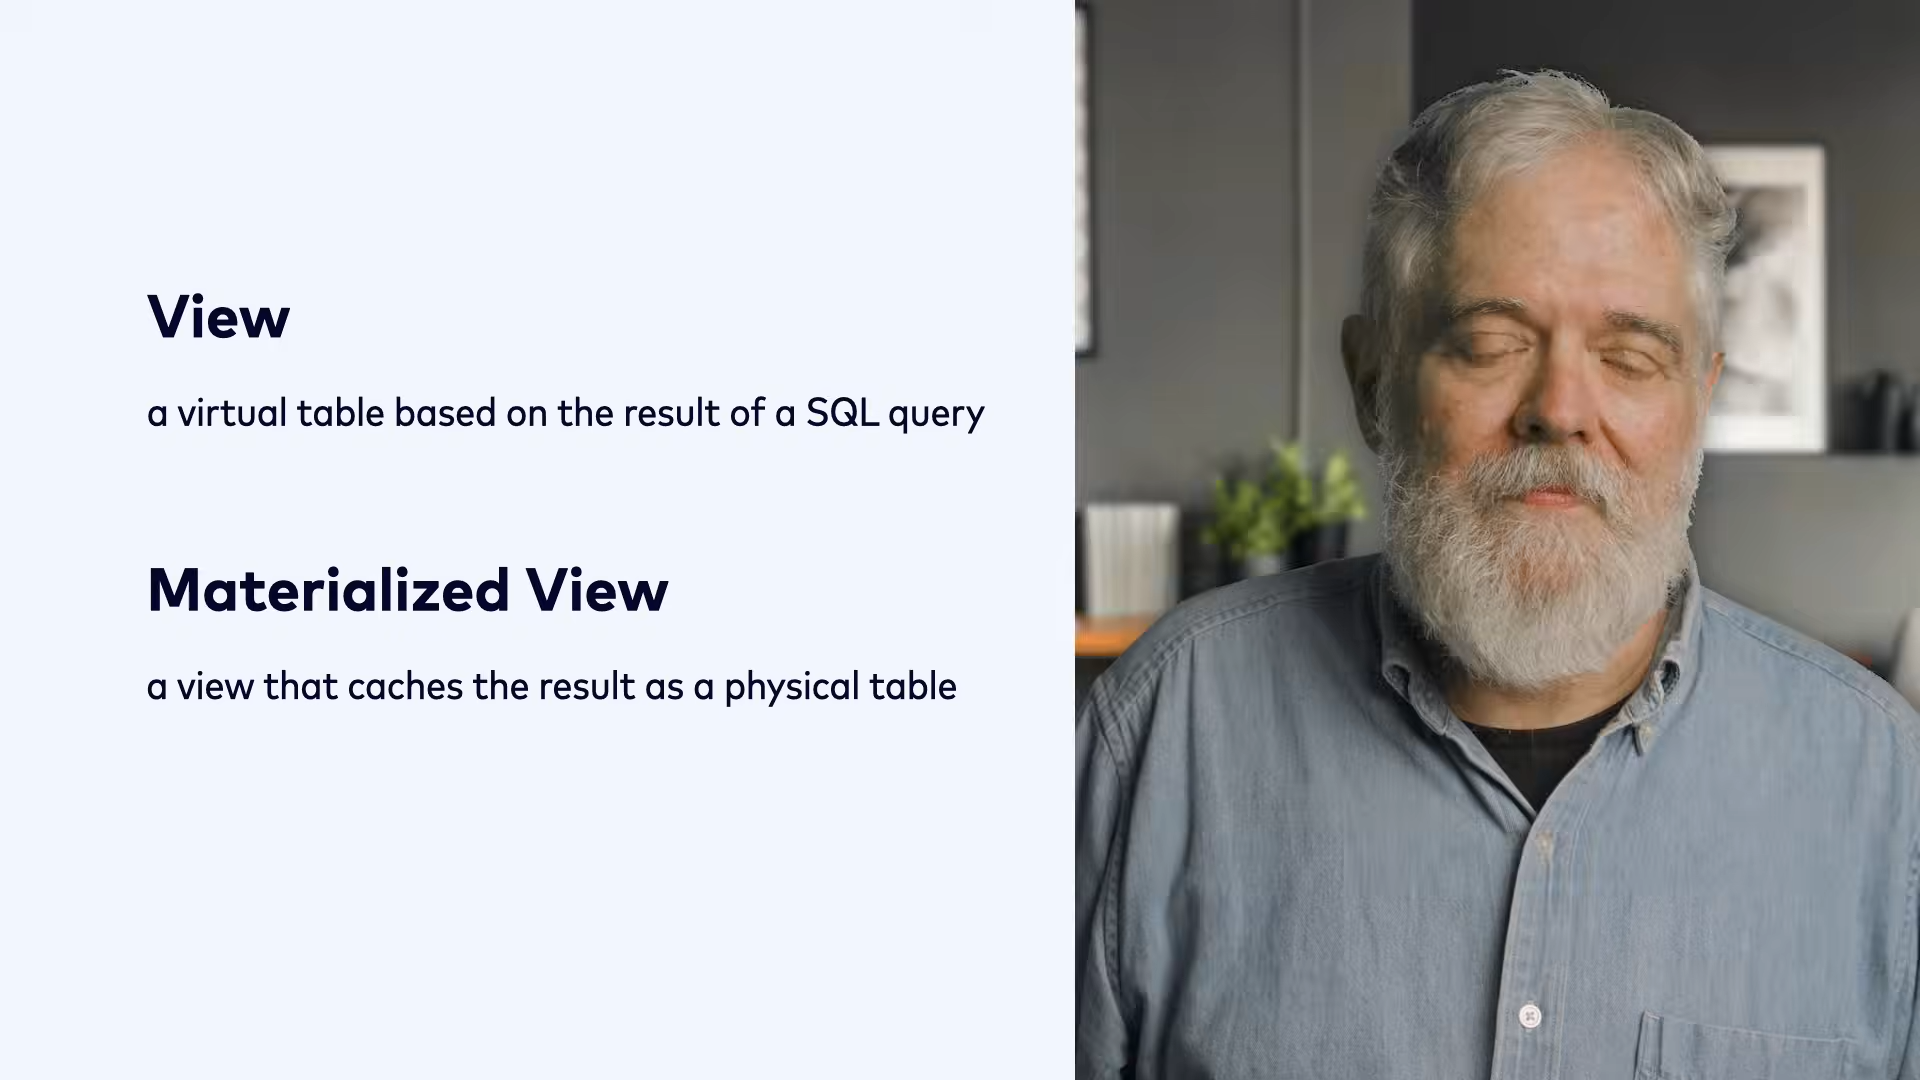 View
a virtual table based on the result of a SQL query
Materialized View
a view that caches the result as a physical table